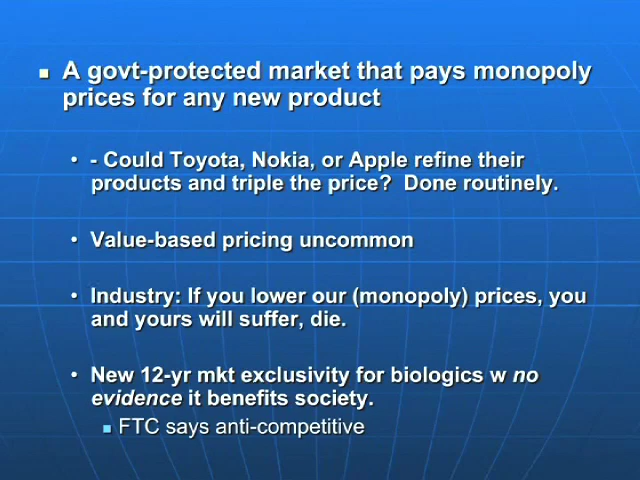 ▪ A govt-protected market that pays monopoly
prices for any new product
• - Could Toyota, Nokia, or Apple refine their
products and triple the price?  Done routinely.
• Value-based pricing uncommon
• Industry: If you lower our (monopoly) prices, you
and yours will suffer, die.
• New 12-yr mkt exclusivity for biologics w no
evidence it benefits society.
▪ FTC says anti-competitive